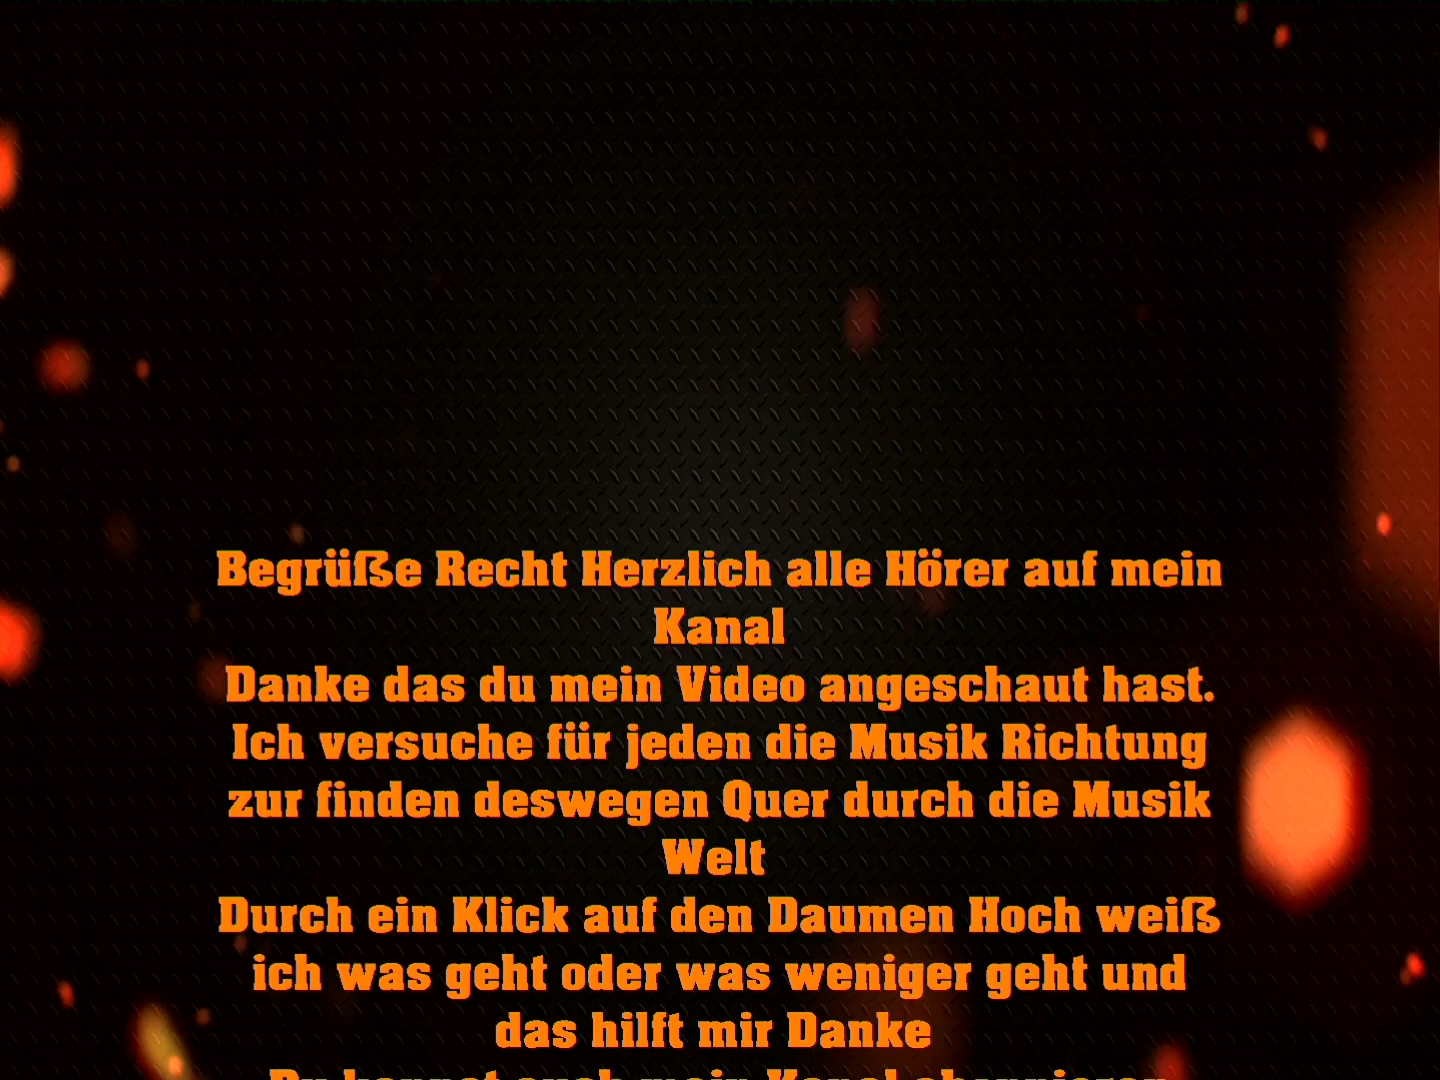 Begrüße Recht Herzlich alle Hörer auf mein
Kanal
Danke das du mein Video angeschaut hast.
Ich versuche für jeden die Musik Richtung
zur finden deswegen Quer durch die Musik
Welt
Durch ein Klick auf den Daumen Hoch weiß
ich was geht oder was weniger geht und
das hilft mir Danke